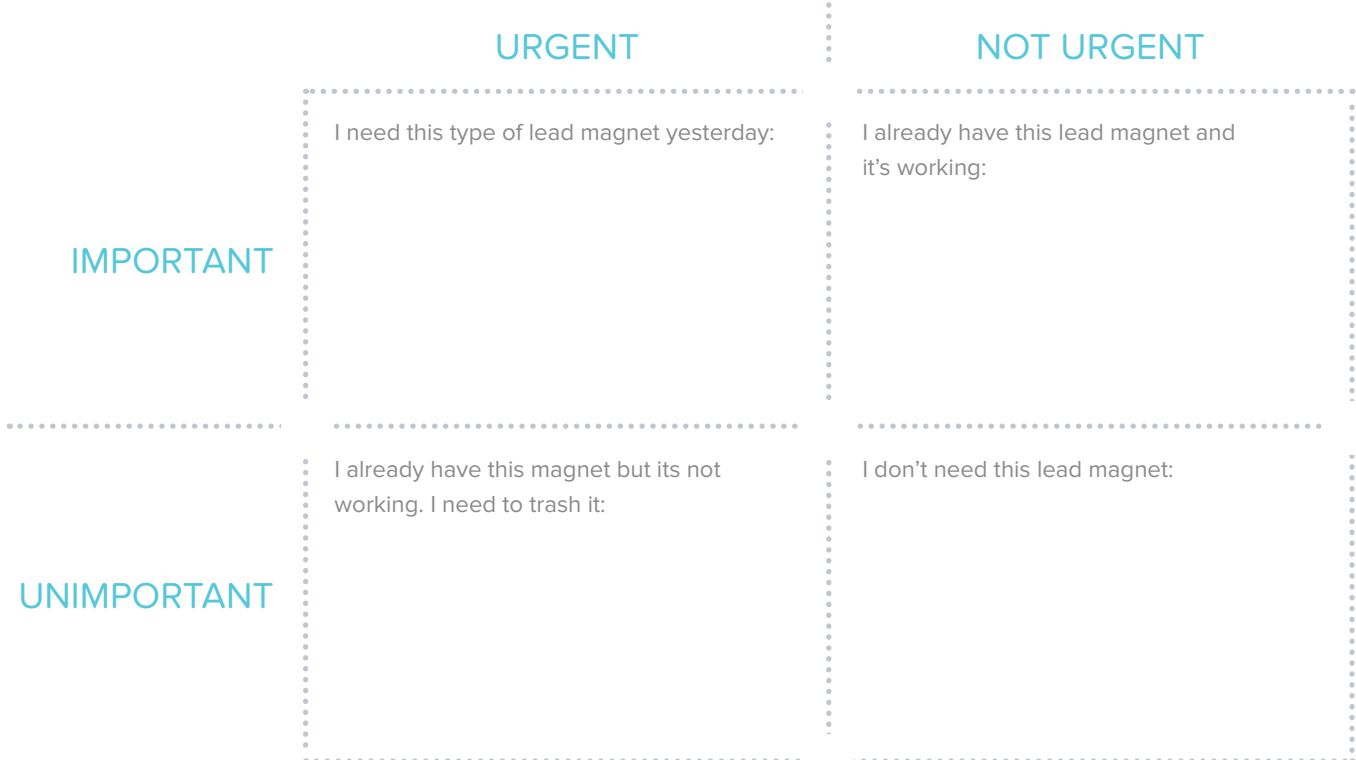 URGENT
NOT URGENT
I need this type of lead magnet yesterday:
I already have this lead magnet and
it’s working:
IMPORTANT
I already have this magnet but its not
working. I need to trash it:
I don’t need this lead magnet:
UNIMPORTANT